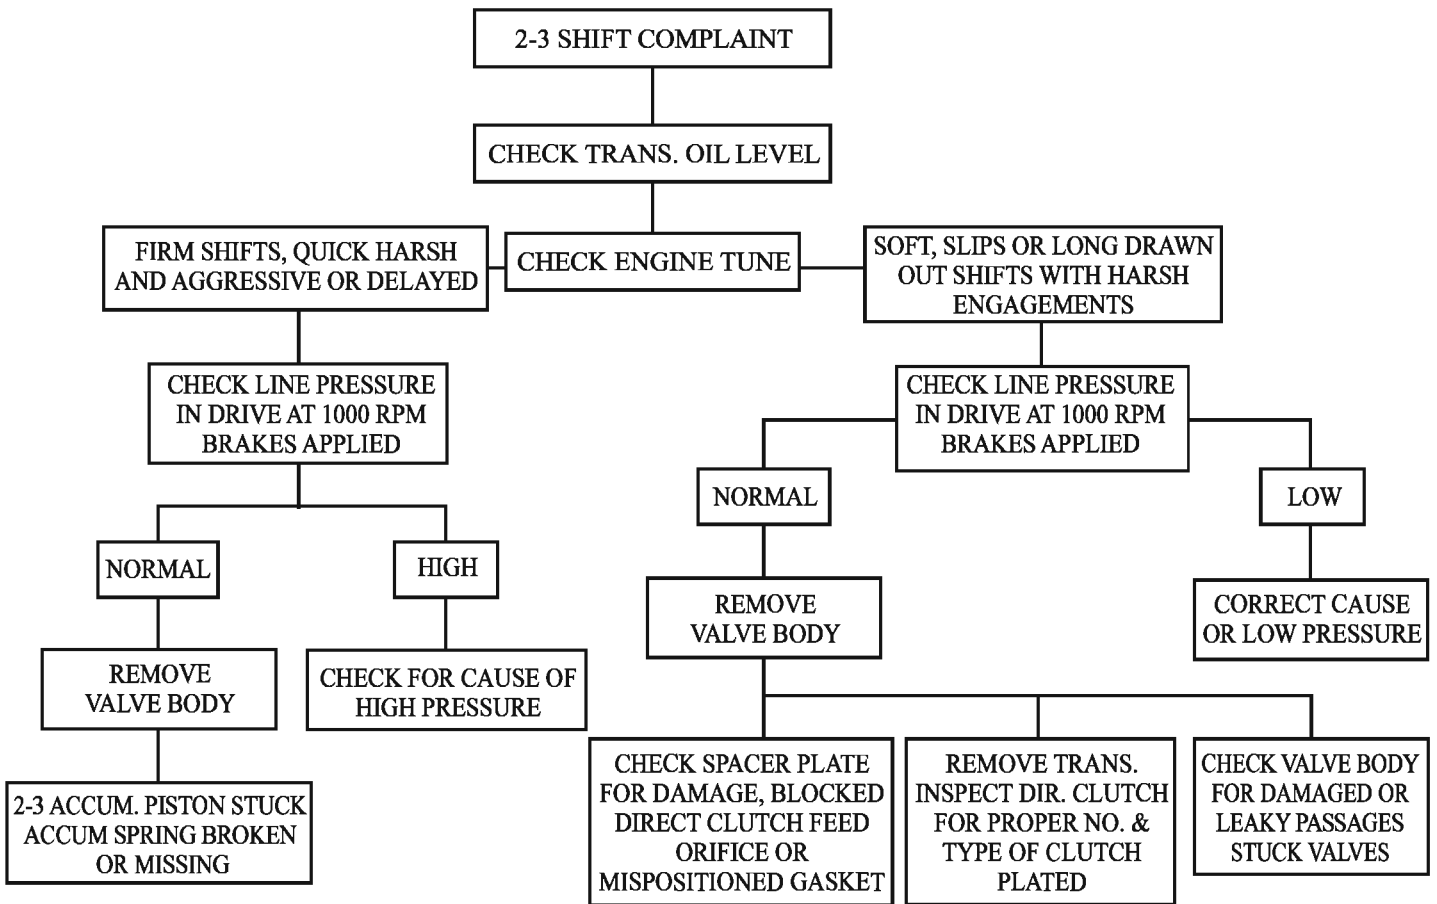 2-3 SHIFT COMPLAINT
CHECK TRANS. OIL LEVEL
FIRM SHIFTS, QUICK HARSH
AND AGGRESSIVE OR DELAYED
CHECK ENGINE TUNE
SOFT, SLIPS OR LONG DRAWN
OUT SHIFTS WITH HARSH
ENGAGEMENTS
CHECK LINE PRESSURE
IN DRIVE AT 1000 RPM
BRAKES APPLIED
CHECK LINE PRESSURE
IN DRIVE AT 1000 RPM
BRAKES APPLIED
NORMAL
LOW
NORMAL
HIGH
REMOVE
VALVE BODY
CORRECT CAUSE
OR LOW PRESSURE
REMOVE
VALVE BODY
CHECK FOR CAUSE OF
HIGH PRESSURE
2-3 ACCUM. PISTON STUCK
ACCUM SPRING BROKEN
OR MISSING
CHECK SPACER PLATE
FOR DAMAGE, BLOCKED
DIRECT CLUTCH FEED
ORIFICE OR
MISPOSITIONED GASKET
REMOVE TRANS.
INSPECT DIR. CLUTCH
FOR PROPER NO. &
TYPE OF CLUTCH
PLATED
CHECK VALVE BODY
FOR DAMAGED OR
LEAKY PASSAGES
STUCK VALVES